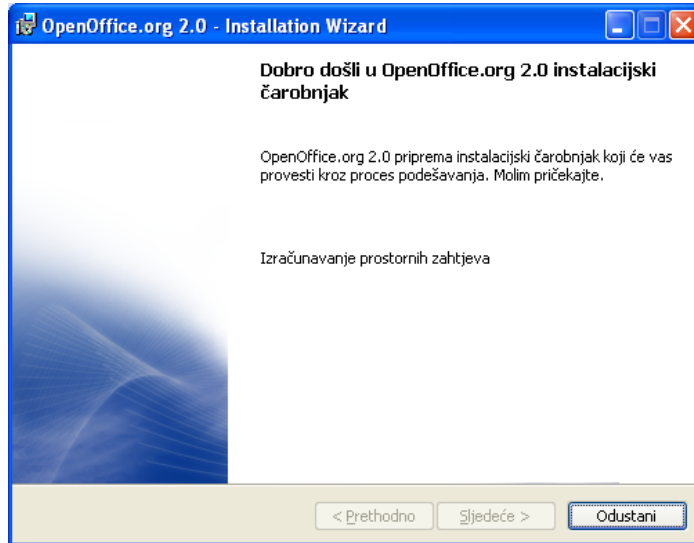 OpenOffice.org 2.0 - Installation Wizard
Dobro došli u OpenOffice.org 2.0 instalacijski
čarobnjak
OpenOffice.org 2.0 priprema instalacijski čarobnjak koji će vas
provesti kroz proces podešavanja. Molim pričekajte.
Izračunavanje prostornih zahtjeva
< Prethodno
Sljedeće >
Odustani